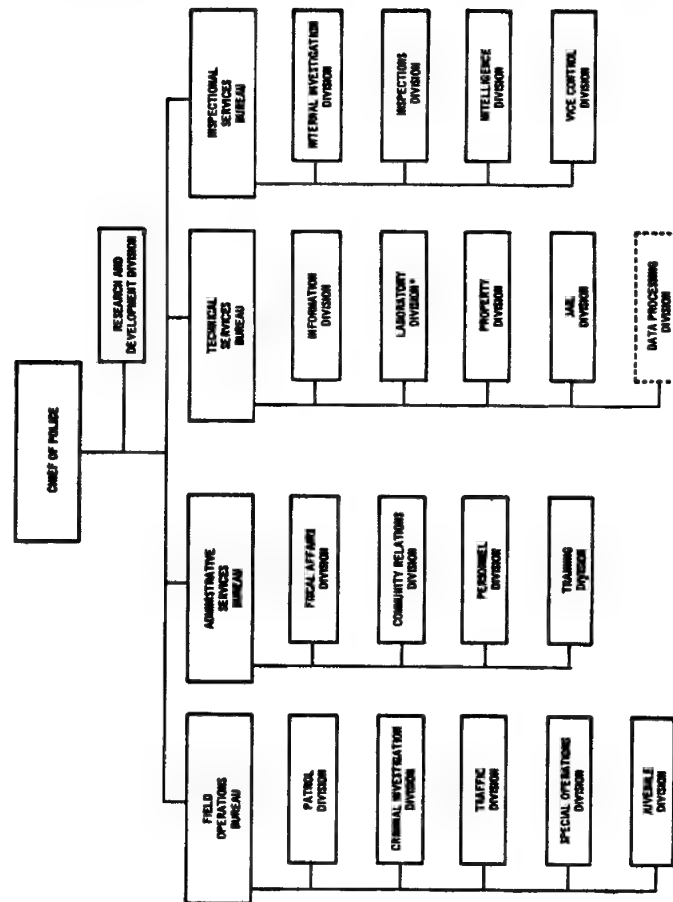 CHIEF OF POLICE
RESEARCH AND
DEVELOPMENT DIVISION
FIELD
OPERATIONS
BUREAU
PATROL
DIVISION
CRIMINAL INVESTIGATION
DIVISION
TRAFFIC
DIVISION
SPECIAL OPERATIONS
DIVISION
JUVENILE
DIVISION
ADMINISTRATIVE
SERVICES
BUREAU
FISCAL AFFAIRS
DIVISION
COMMUNITY RELATIONS
DIVISION
PERSONNEL
DIVISION
TRAINING
DIVISION
TECHNICAL
SERVICES
BUREAU
INFORMATION
DIVISION
LABORATORY
DIVISION*
PROPERTY
DIVISION
JAIL
DIVISION
DATA PROCESSING
DIVISION
INSPECTIONAL
SERVICES
BUREAU
INTERNAL INVESTIGATION
DIVISION
INSPECTIONS
DIVISION
INTELLIGENCE
DIVISION
VICE CONTROL
DIVISION